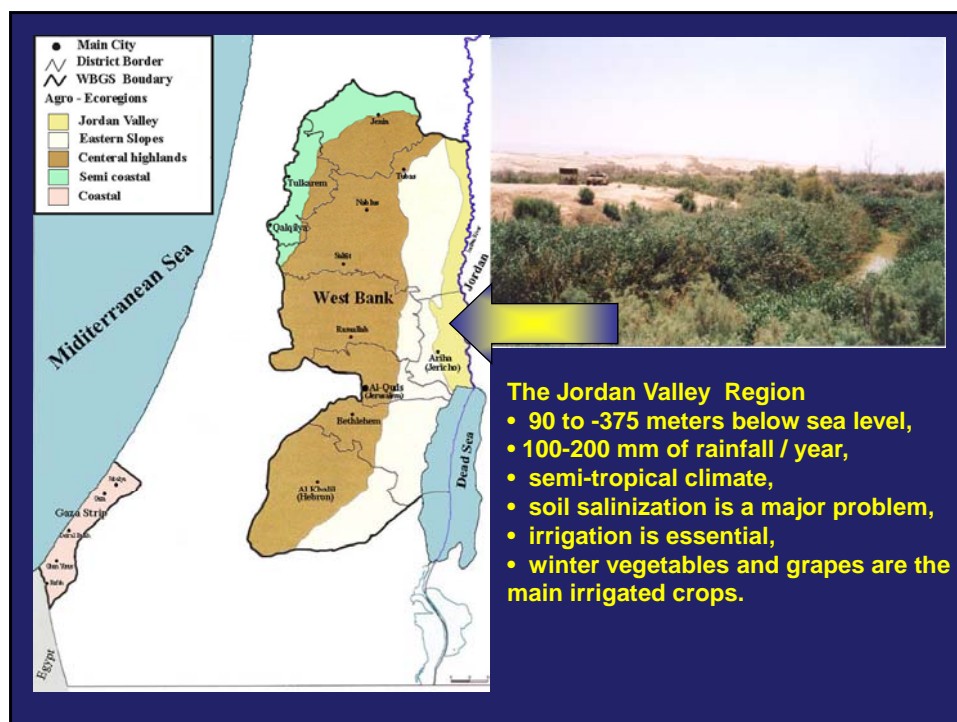 Main City
District Border
WBGS Boudary
Agro - Ecoregions
Jordan Valley
Eastern Slopes
Centeral highlands
Semi coastal
Coastal
Miditerranean Sea
Jenin
Tulkarem
Tubas
Nablus
Qalqilya
Salfit
Jordan
West Bank
Ramallah
Ariha
(Jericho)
Al-Quds
(Jerusalem)
Bethlehem
Dead Sea
Al Khalil
(Hebron)
Gaza Strip
Gaza
Egypt
The Jordan Valley Region
• 90 to -375 meters below sea level,
• 100-200 mm of rainfall / year,
• semi-tropical climate,
• soil salinization is a major problem,
• irrigation is essential,
• winter vegetables and grapes are the
main irrigated crops.